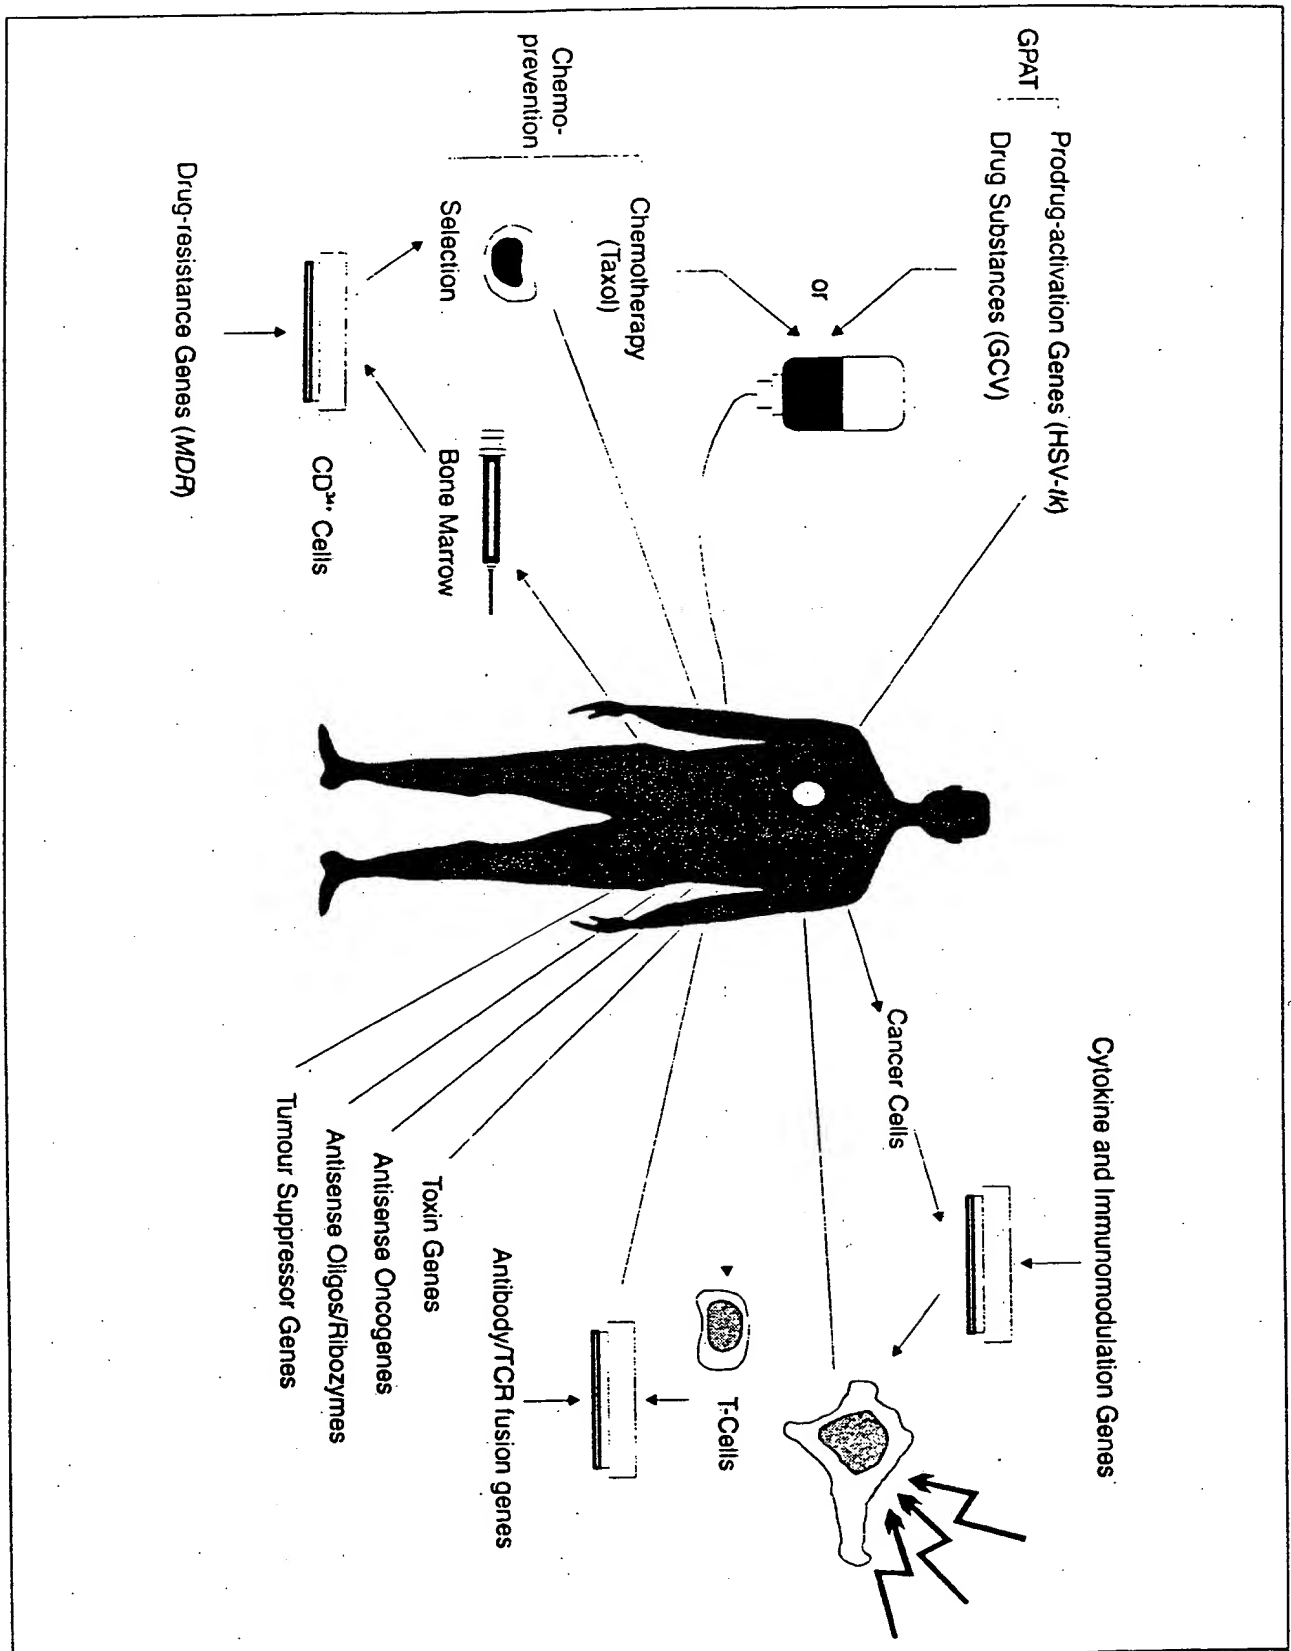 GPAT
Prodrug-activation Genes (HSV-tk)
Drug Substances (GCV)
or
Chemotherapy
(Taxol)
Chemo-
prevention
Selection
Bone Marrow
CD³⁴⁺ Cells
Drug-resistance Genes (MDR)
Cytokine and Immunomodulation Genes
Cancer Cells
T-Cells
Antibody/TCR fusion genes
Toxin Genes
Antisense Oncogenes
Antisense Oligos/Ribozymes
Tumour Suppressor Genes